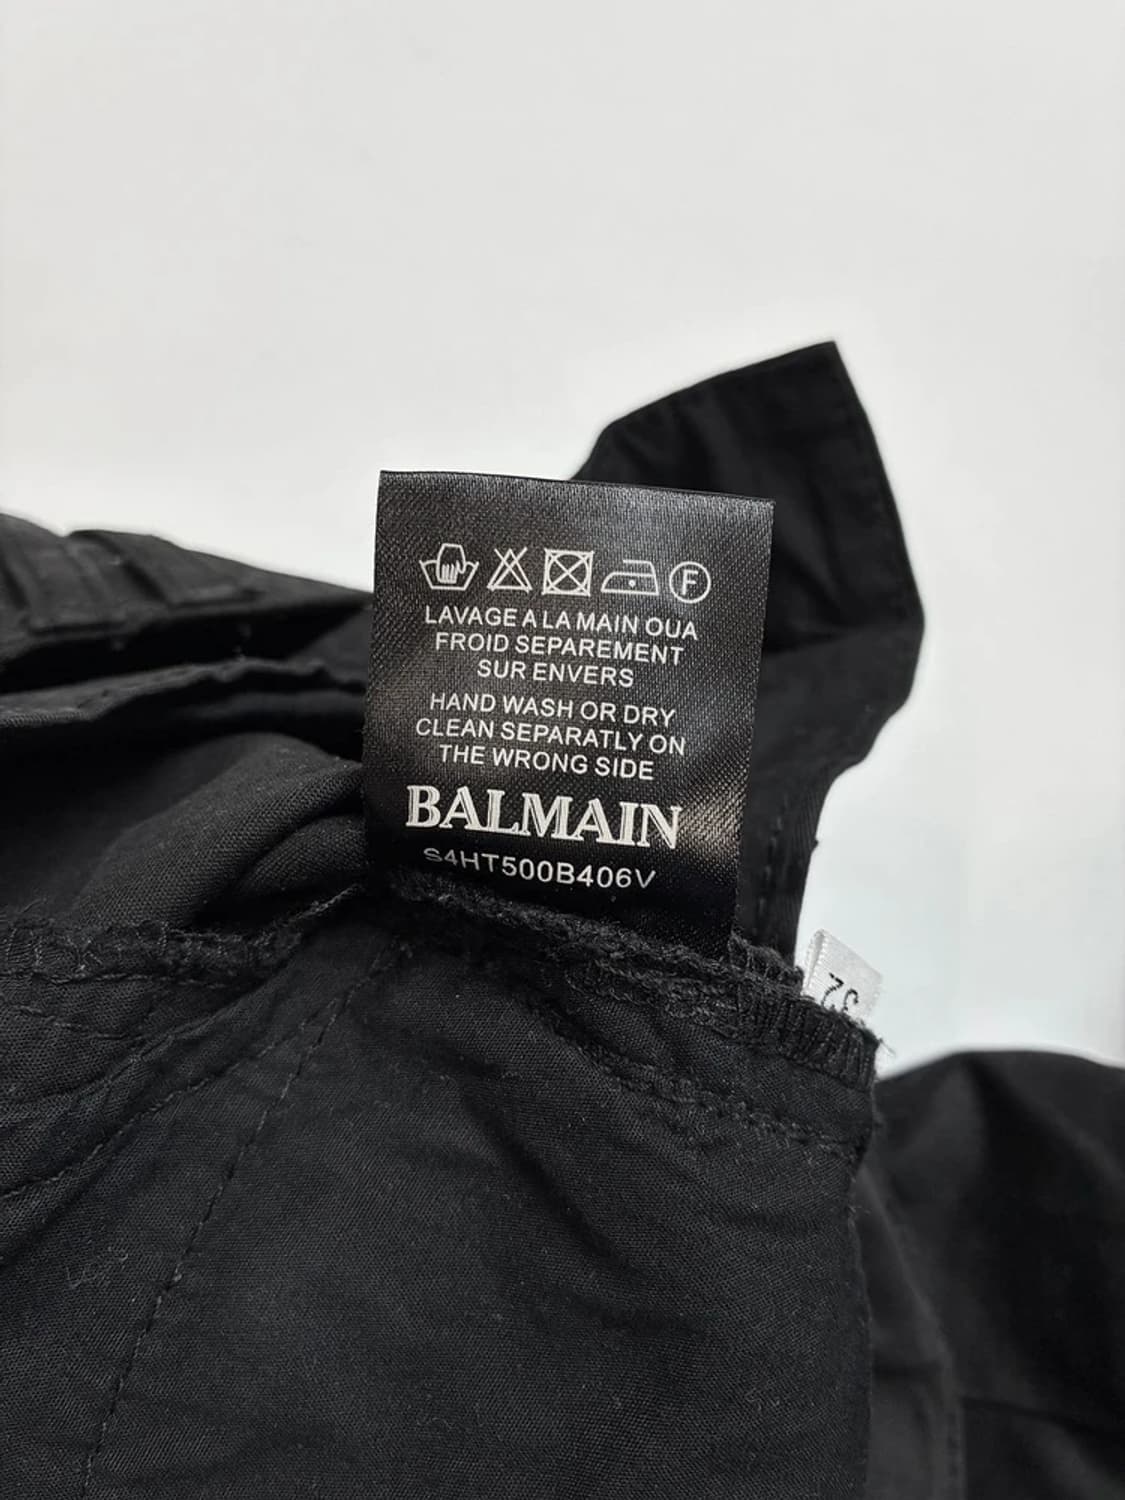 F
LAVAGE A LA MAIN OUA
FROID SEPAREMENT
SUR ENVERS
HAND WASH OR DRY
CLEAN SEPARATLY ON
THE WRONG SIDE
BALMAIN
S4HT500B406V
32